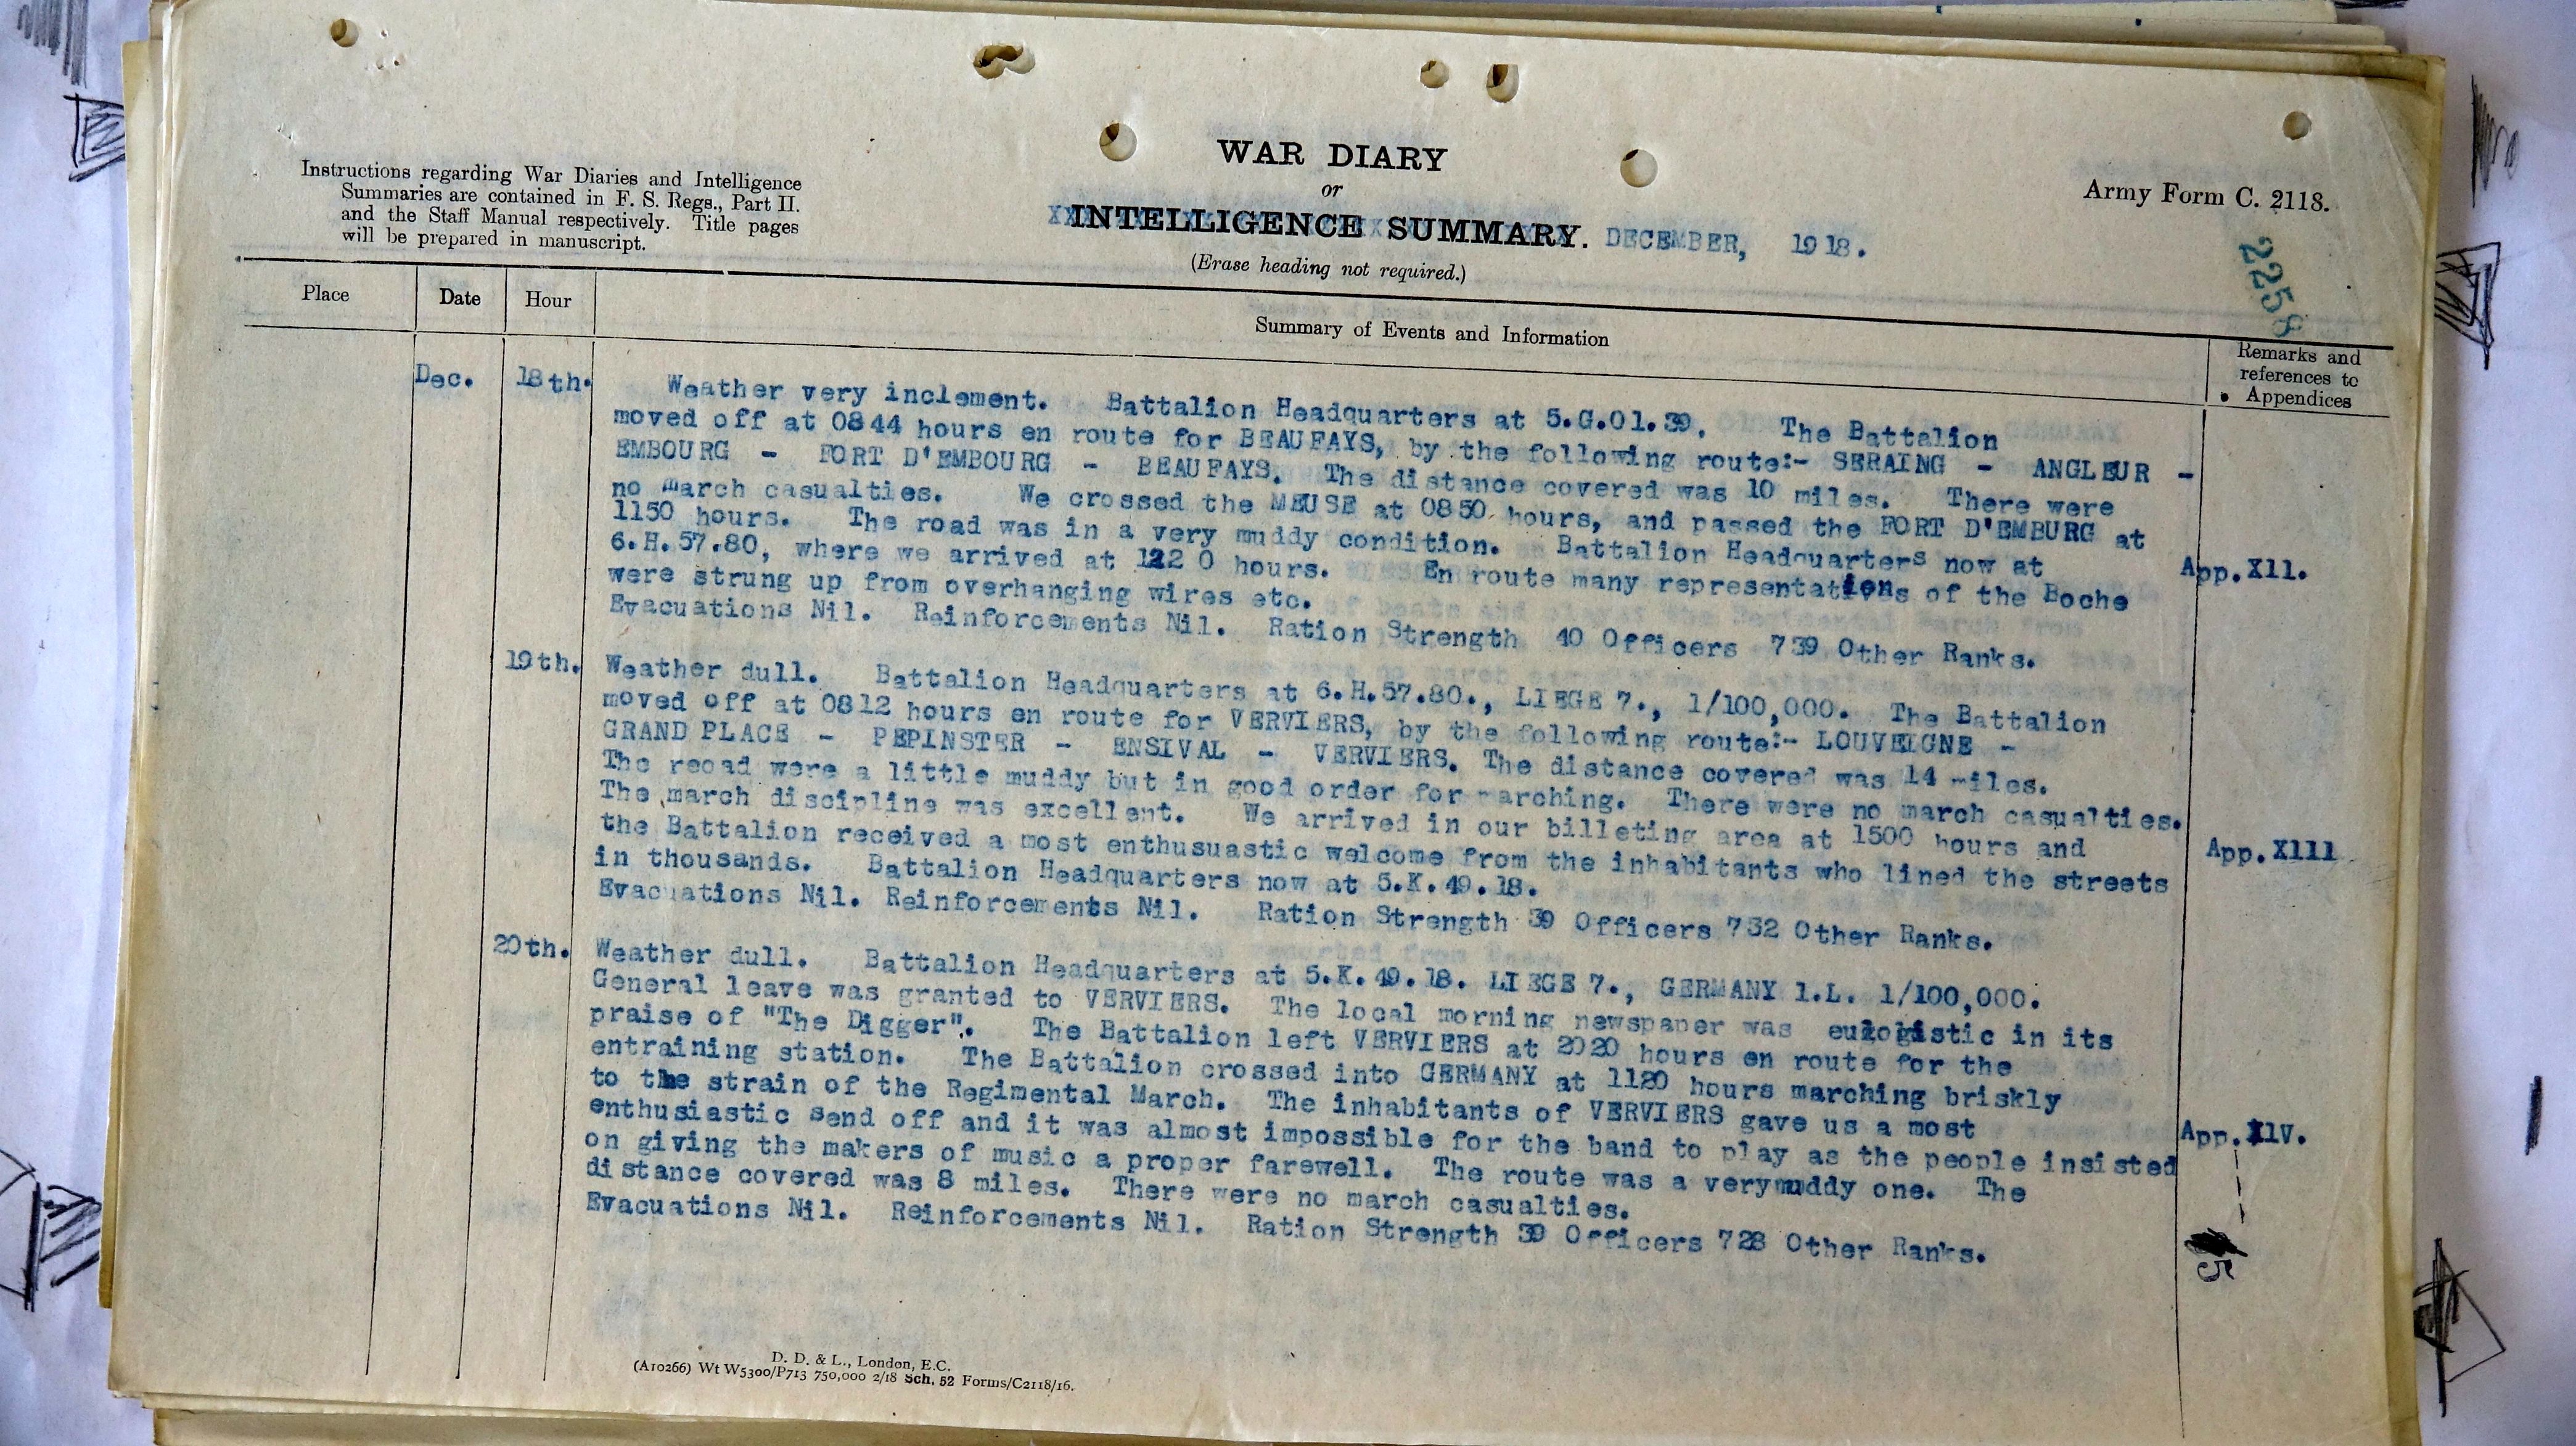 Instructions regarding War Diaries and Intelligence
Summaries are contained in F. S. Regs., Part II.
and the Staff Manual respectively. Title pages
will be prepared in manuscript.
WAR DIARY
or
INTELLIGENCE SUMMARY. DECEMBER, 1918.
(Erase heading not required.)
Army Form C. 2118.
2258
Place
Date
Hour
Summary of Events and Information
Remarks and
references to
Appendices
Dec. 18th. Weather very inclement. Battalion Headquarters at 5.G.01.39. The Battalion
moved off at 0844 hours en route for BEAUFAYS, by the following route:- SERAING - ANGLEUR -
EMBOURG - FORT D'EMBOURG - BEAUFAYS. The distance covered was 10 miles. There were
no march casualties. We crossed the MEUSE at 0850 hours, and passed the FORT D'EMBURG at
1150 hours. The road was in a very muddy condition. Battalion Headquarters now at
6.H.57.80, where we arrived at 1220 hours. En route many representations of the Boche
App.X11.
were strung up from overhanging wires etc.
Evacuations Nil. Reinforcements Nil. Ration Strength 40 Officers 739 Other Ranks.
19th. Weather dull. Battalion Headquarters at 6.H.57.80., LIEGE 7., 1/100,000. The Battalion
moved off at 0812 hours en route for VERVIERS, by the following route:- LOUVEIGNE -
GRAND PLACE - PEPINSTER - ENSIVAL - VERVIERS. The distance covered was 14 miles.
The reoad were a little muddy but in good order for marching. There were no march casualties.
The march discipline was excellent. We arrived in our billeting area at 1500 hours and
the Battalion received a most enthusuastic welcome from the inhabitants who lined the streets
App.X111
in thousands. Battalion Headquarters now at 5.K.49.18.
Evacuations Nil. Reinforcements Nil. Ration Strength 39 Officers 732 Other Ranks.
20th. Weather dull. Battalion Headquarters at 5.K.49.18. LIEGE 7., GERMANY 1.L. 1/100,000.
General leave was granted to VERVIERS. The local morning newspaper was eulogistic in its
praise of "The Digger". The Battalion left VERVIERS at 2020 hours en route for the
entraining station. The Battalion crossed into GERMANY at 1120 hours marching briskly
to the strain of the Regimental March. The inhabitants of VERVIERS gave us a most
enthusiastic send off and it was almost impossible for the band to play as the people insisted
App.X1V.
on giving the makers of music a proper farewell. The route was a verymuddy one. The
distance covered was 8 miles. There were no march casualties.
Evacuations Nil. Reinforcements Nil. Ration Strength 39 Officers 728 Other Ranks.
D. D. & L., London, E.C.
(A10266) Wt W5300/P713 750,000 2/18 Sch. 52 Forms/C2118/16.